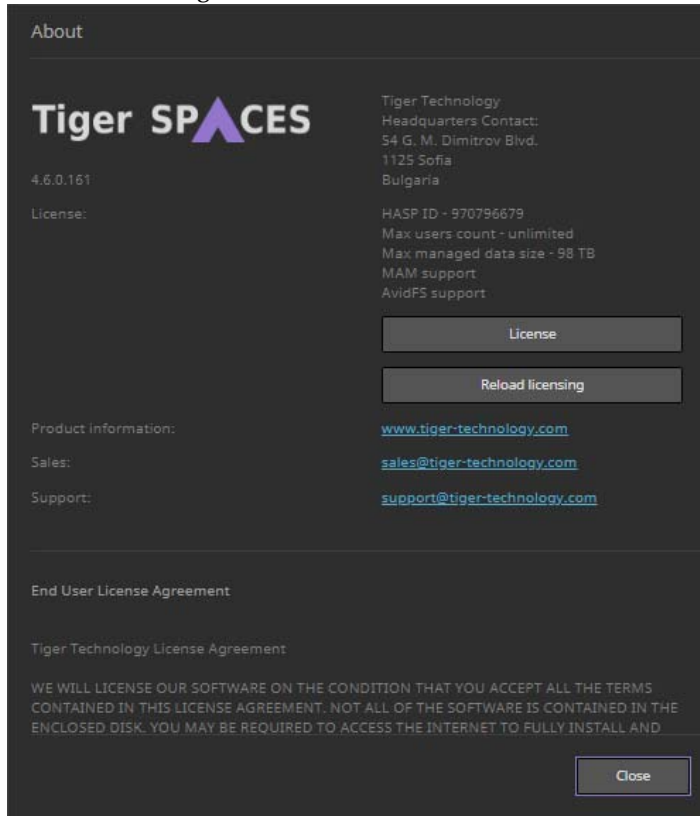 About
Tiger SPACES
Tiger Technology
Headquarters Contact:
54 G. M. Dimitrov Blvd.
1125 Sofia
Bulgaria
4.6.0.161
License:
HASP ID - 970796679
Max users count - unlimited
Max managed data size - 98 TB
MAM support
AvidFS support
License
Reload licensing
Product information:
www.tiger-technology.com
Sales:
sales@tiger-technology.com
Support:
support@tiger-technology.com
End User License Agreement
Tiger Technology License Agreement
WE WILL LICENSE OUR SOFTWARE ON THE CONDITION THAT YOU ACCEPT ALL THE TERMS
CONTAINED IN THIS LICENSE AGREEMENT. NOT ALL OF THE SOFTWARE IS CONTAINED IN THE
ENCLOSED DISK. YOU MAY BE REQUIRED TO ACCESS THE INTERNET TO FULLY INSTALL AND
Close